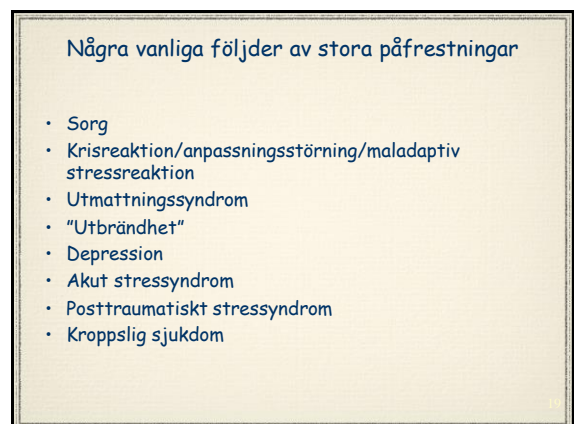 Några vanliga följder av stora påfrestningar
• Sorg
• Krisreaktion/anpassningsstörning/maladaptiv
stressreaktion
• Utmattningssyndrom
• ”Utbrändhet”
• Depression
• Akut stressyndrom
• Posttraumatiskt stressyndrom
• Kroppslig sjukdom
19